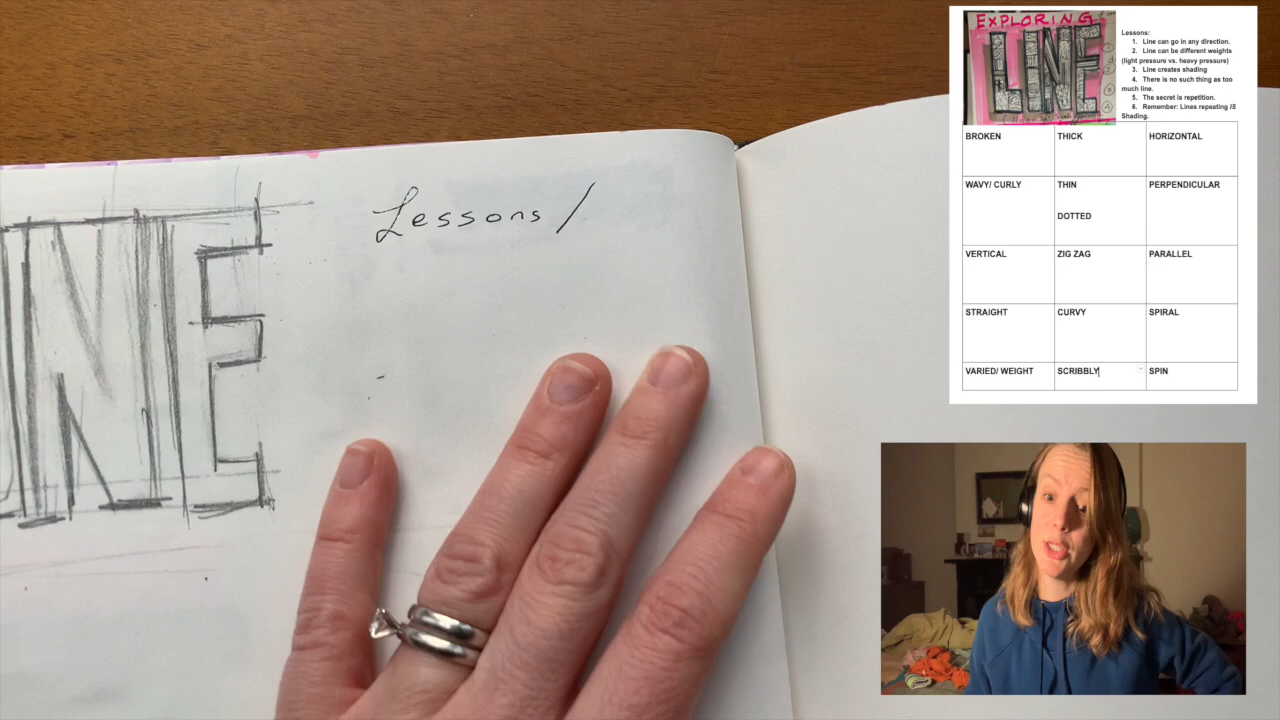 INE
Lessons /
EXPLORING
LINE
Lessons:
1. Line can go in any direction.
2. Line can be different weights
(light pressure vs. heavy pressure)
3. Line creates shading
4. There is no such thing as too
much line.
5. The secret is repetition.
6. Remember: Lines repeating IS
Shading.
BROKEN THICK HORIZONTAL
WAVY/ CURLY THIN PERPENDICULAR
DOTTED
VERTICAL ZIG ZAG PARALLEL
STRAIGHT CURVY SPIRAL
VARIED/ WEIGHT SCRIBBLY SPIN